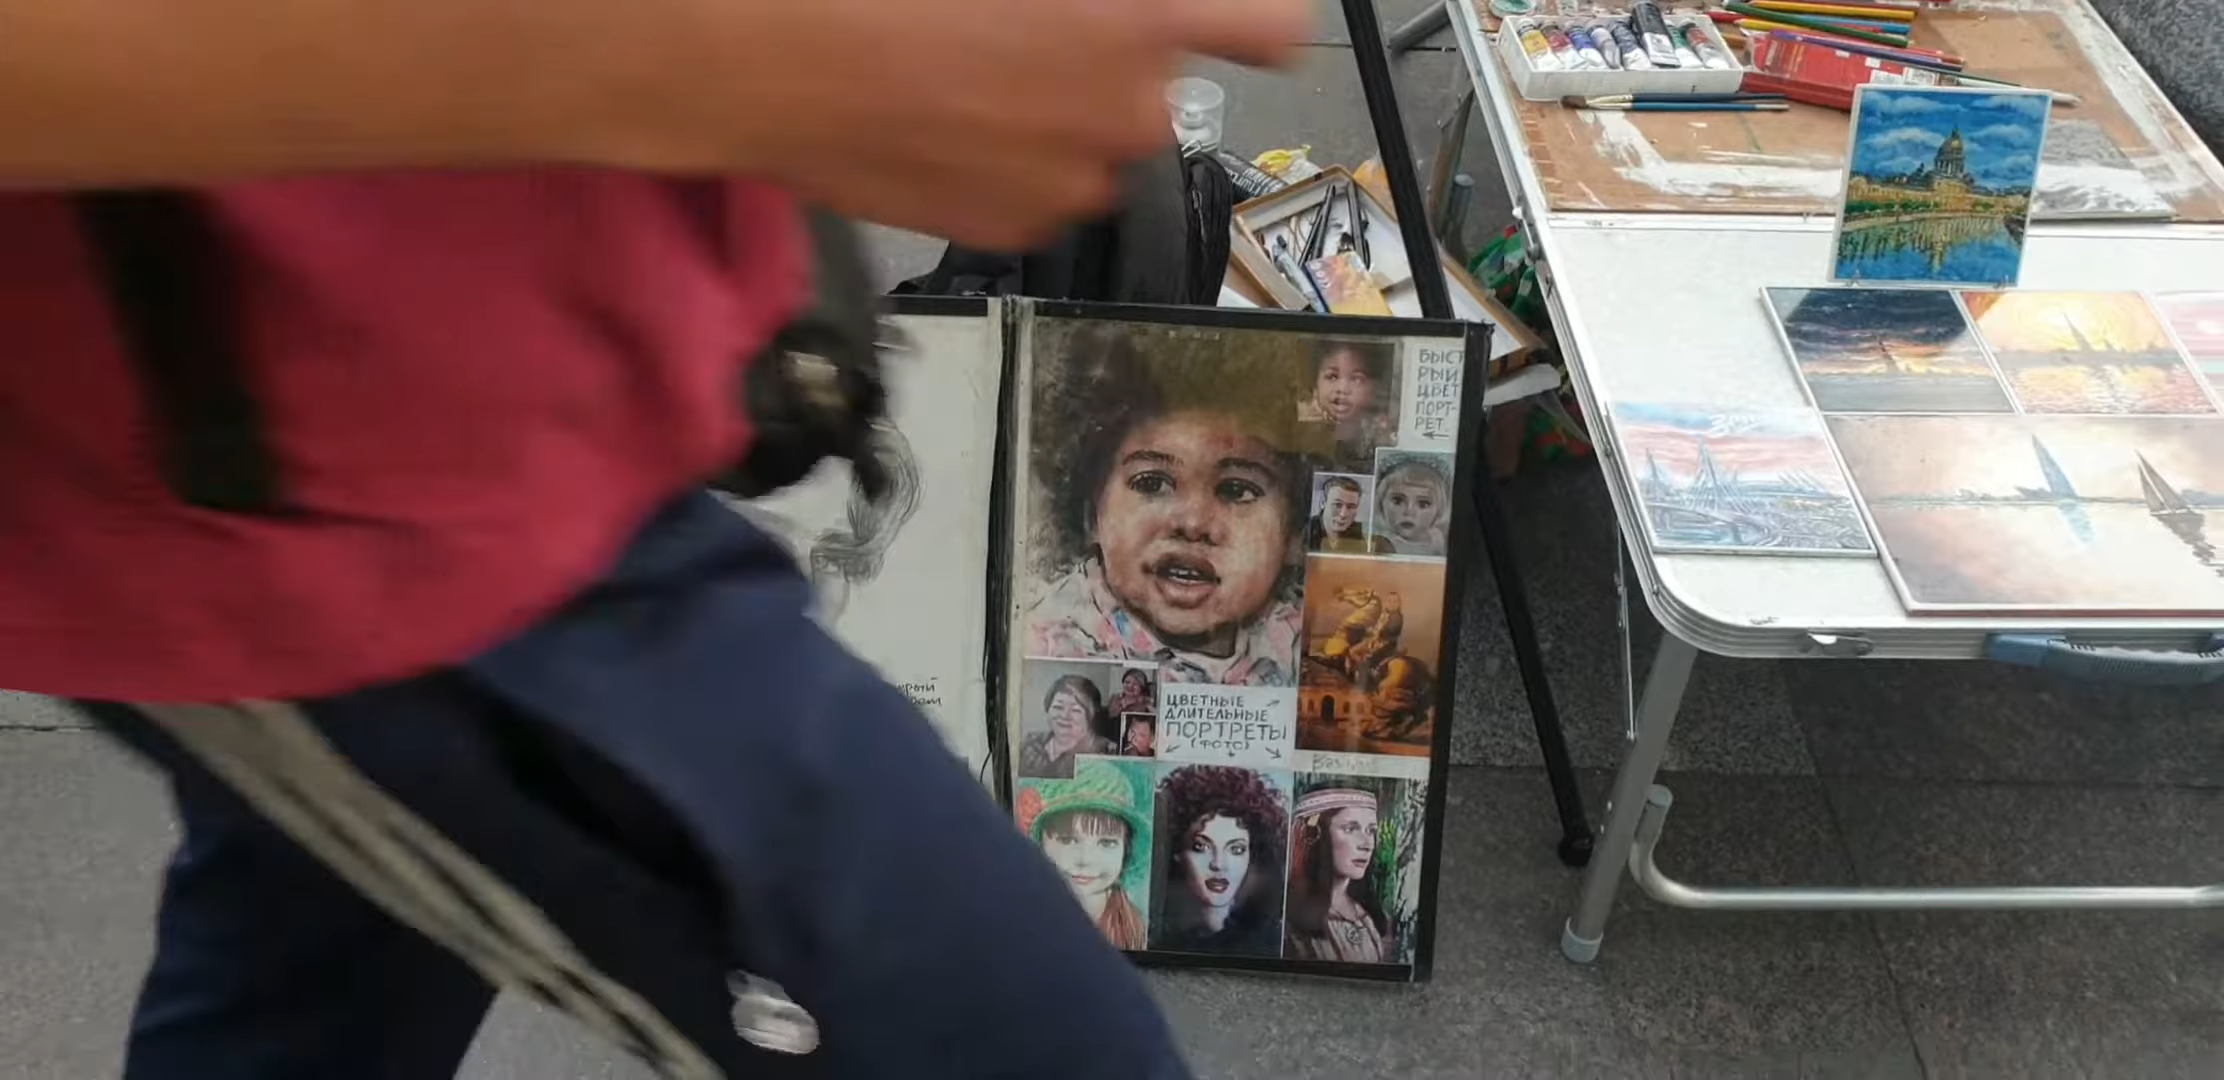 БЫСТ
РЫЙ
ЦВЕТ
ПОРТ-
РЕТ.
ЦВЕТНЫЕ
ДЛИТЕЛЬНЫЕ
ПОРТРЕТЫ
(ФОТО)